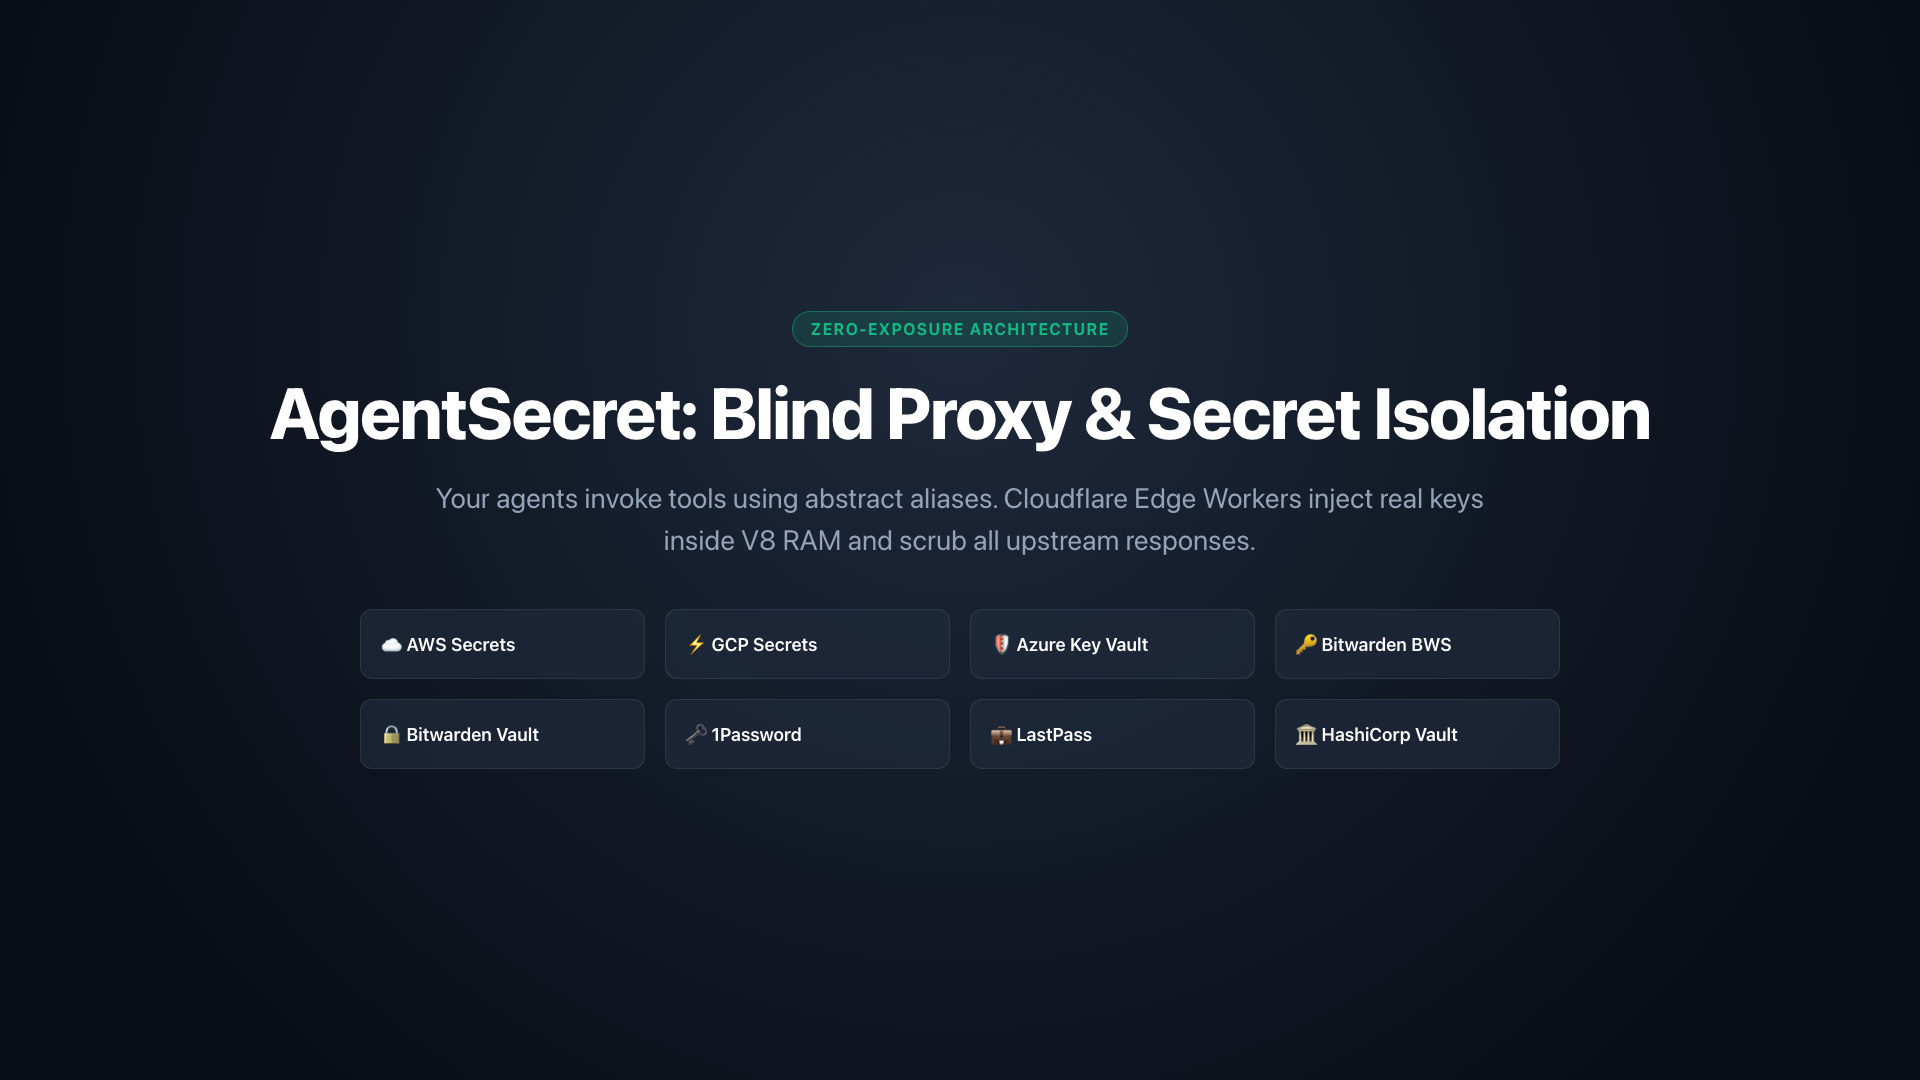 ZERO-EXPOSURE ARCHITECTURE
AgentSecret: Blind Proxy & Secret Isolation
Your agents invoke tools using abstract aliases. Cloudflare Edge Workers inject real keys
inside V8 RAM and scrub all upstream responses.
AWS Secrets
GCP Secrets
Azure Key Vault
Bitwarden BWS
Bitwarden Vault
1Password
LastPass
HashiCorp Vault